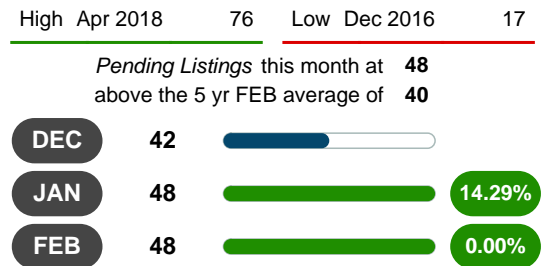 High Apr 2018 76 Low Dec 2016 17
Pending Listings this month at 48
above the 5 yr FEB average of 40
DEC 42
JAN 48 14.29%
FEB 48 0.00%